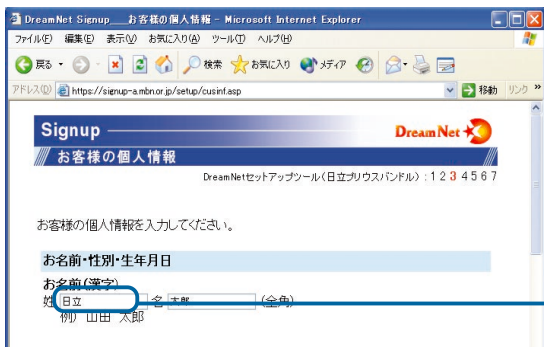 DreamNet Signup___お客様の個人情報 - Microsoft Internet Explorer
ファイル(F) 編集(E) 表示(V) お気に入り(A) ツール(T) ヘルプ(H)
戻る 検索 お気に入り メディア
アドレス(D) https://signup-a.mbn.or.jp/setup/cusinf.asp 移動 リンク »
Signup DreamNet
お客様の個人情報
DreamNetセットアップツール(日立プリウスバンドル) : 1 2 3 4 5 6 7
お客様の個人情報を入力してください。
お名前・性別・生年月日
お名前(漢字)
姓 日立 名 太郎 (全角)
例) 山田 太郎